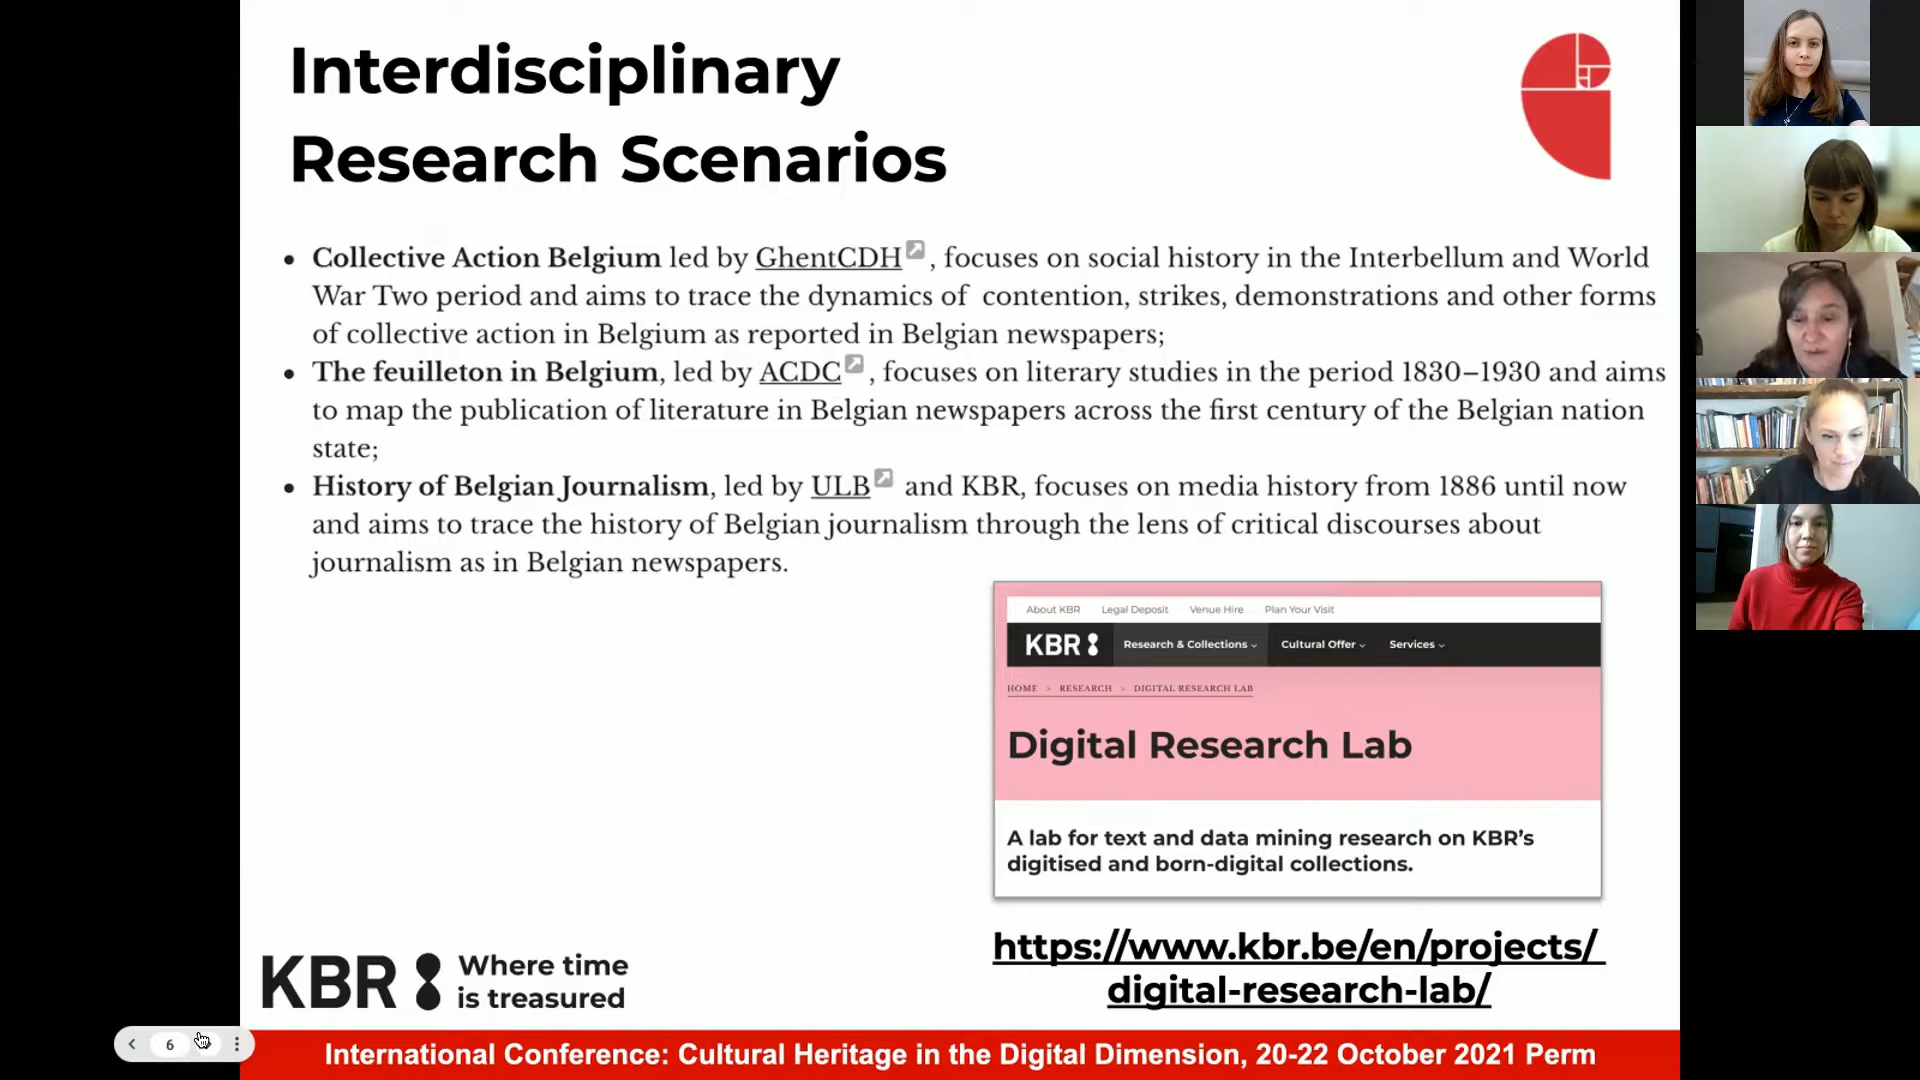 Interdisciplinary
Research Scenarios
• Collective Action Belgium led by GhentCDH , focuses on social history in the Interbellum and World
War Two period and aims to trace the dynamics of contention, strikes, demonstrations and other forms
of collective action in Belgium as reported in Belgian newspapers;
• The feuilleton in Belgium, led by ACDC , focuses on literary studies in the period 1830–1930 and aims
to map the publication of literature in Belgian newspapers across the first century of the Belgian nation
state;
• History of Belgian Journalism, led by ULB and KBR, focuses on media history from 1886 until now
and aims to trace the history of Belgian journalism through the lens of critical discourses about
journalism as in Belgian newspapers.
About KBR Legal Deposit Venue Hire Plan Your Visit
KBR Research & Collections Cultural Offer Services
HOME > RESEARCH > DIGITAL RESEARCH LAB
Digital Research Lab
A lab for text and data mining research on KBR’s
digitised and born-digital collections.
https://www.kbr.be/en/projects/
digital-research-lab/
KBR Where time
is treasured
6
International Conference: Cultural Heritage in the Digital Dimension, 20-22 October 2021 Perm